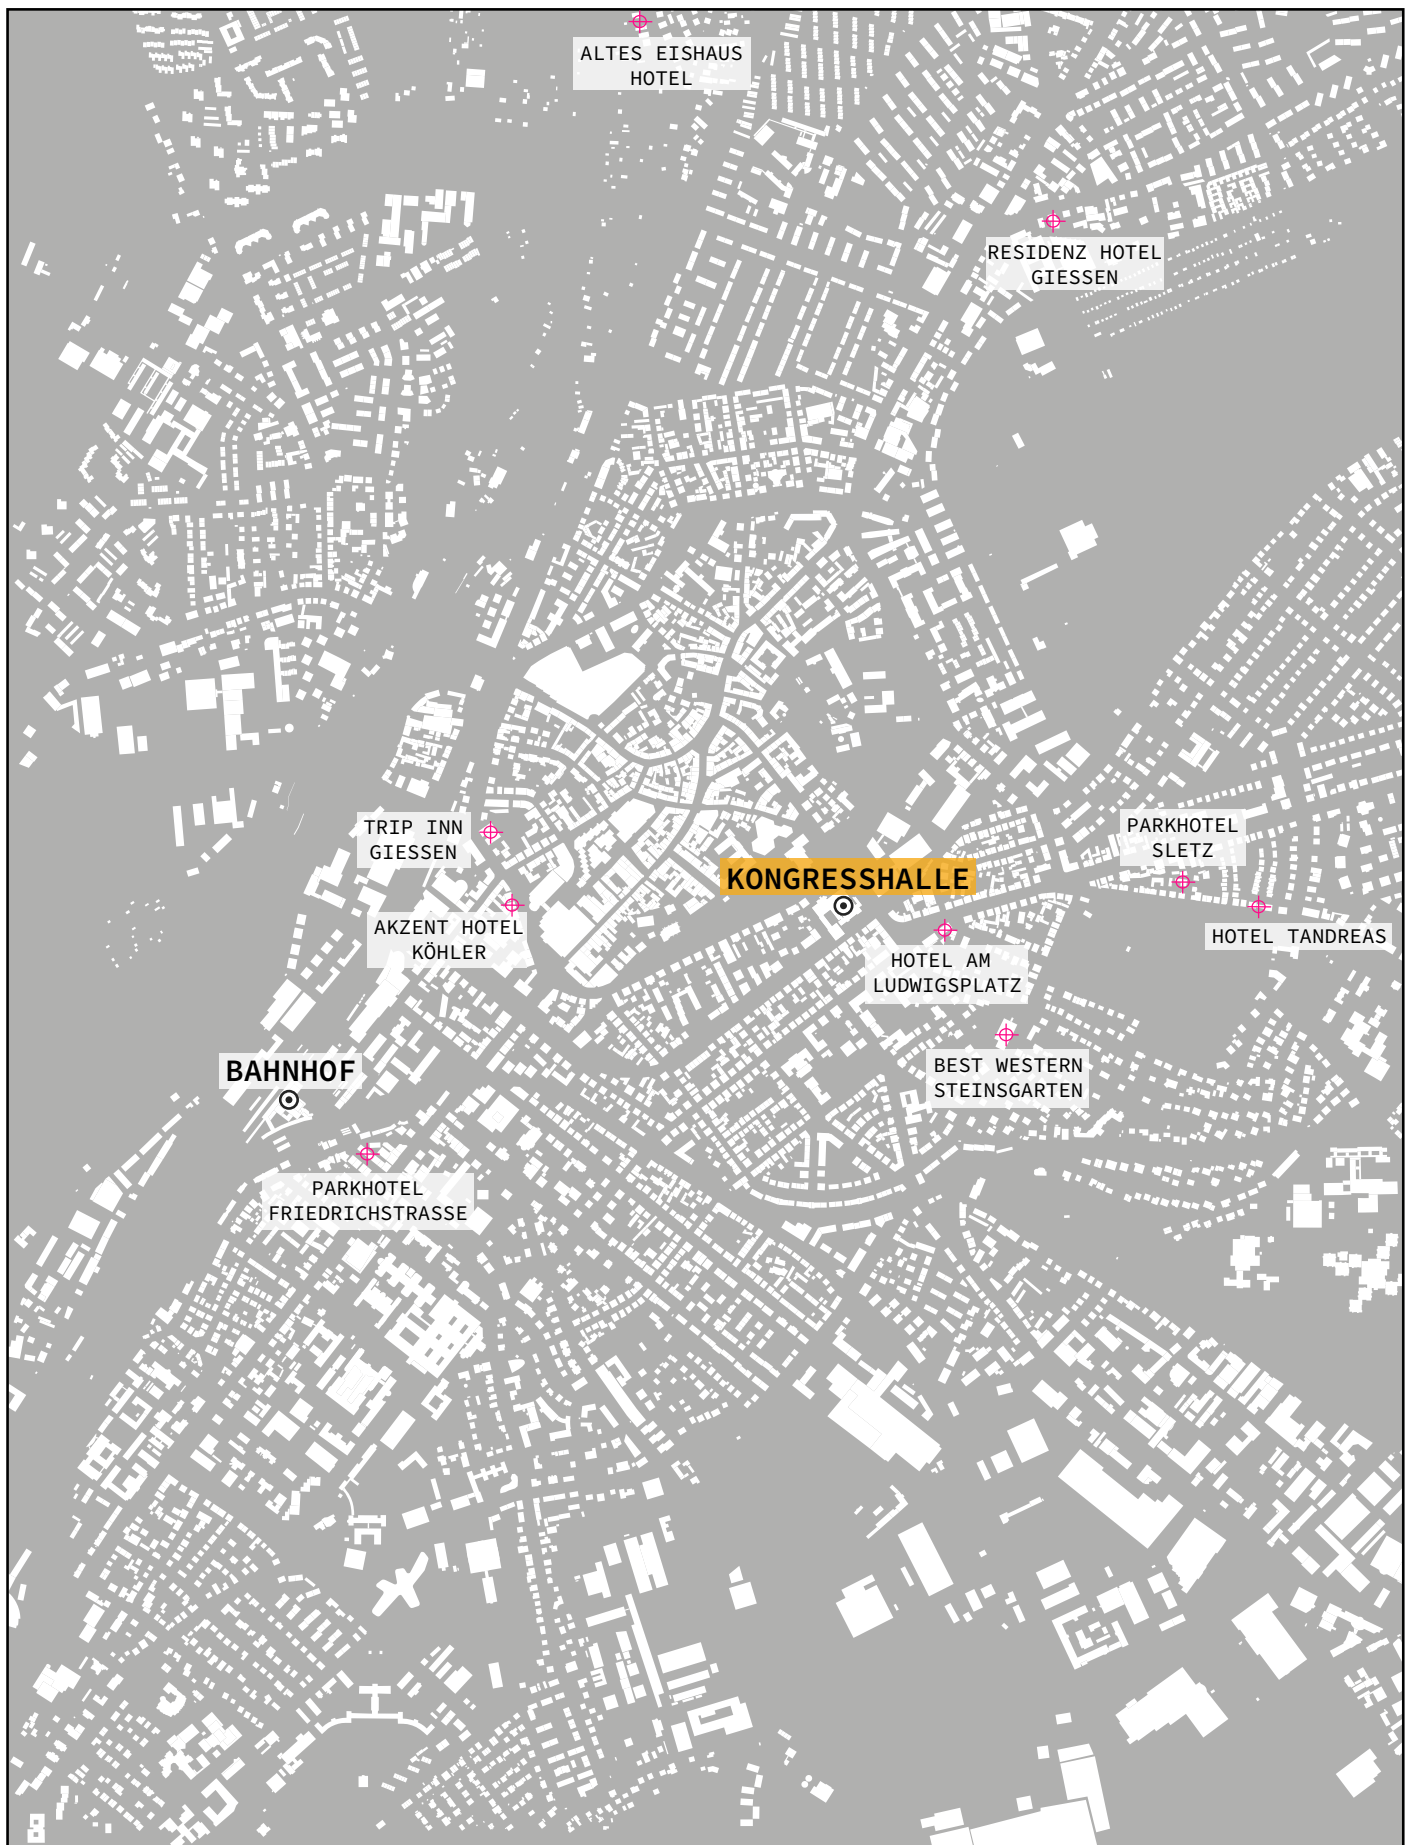 ALTES EISHAUS
HOTEL
RESIDENZ HOTEL
GIESSEN
TRIP INN
GIESSEN
PARKHOTEL
SLETZ
KONGRESSHALLE
AKZENT HOTEL
KÖHLER
HOTEL TANDREAS
HOTEL AM
LUDWIGSPLATZ
BAHNHOF
BEST WESTERN
STEINSGARTEN
PARKHOTEL
FRIEDRICHSTRASSE